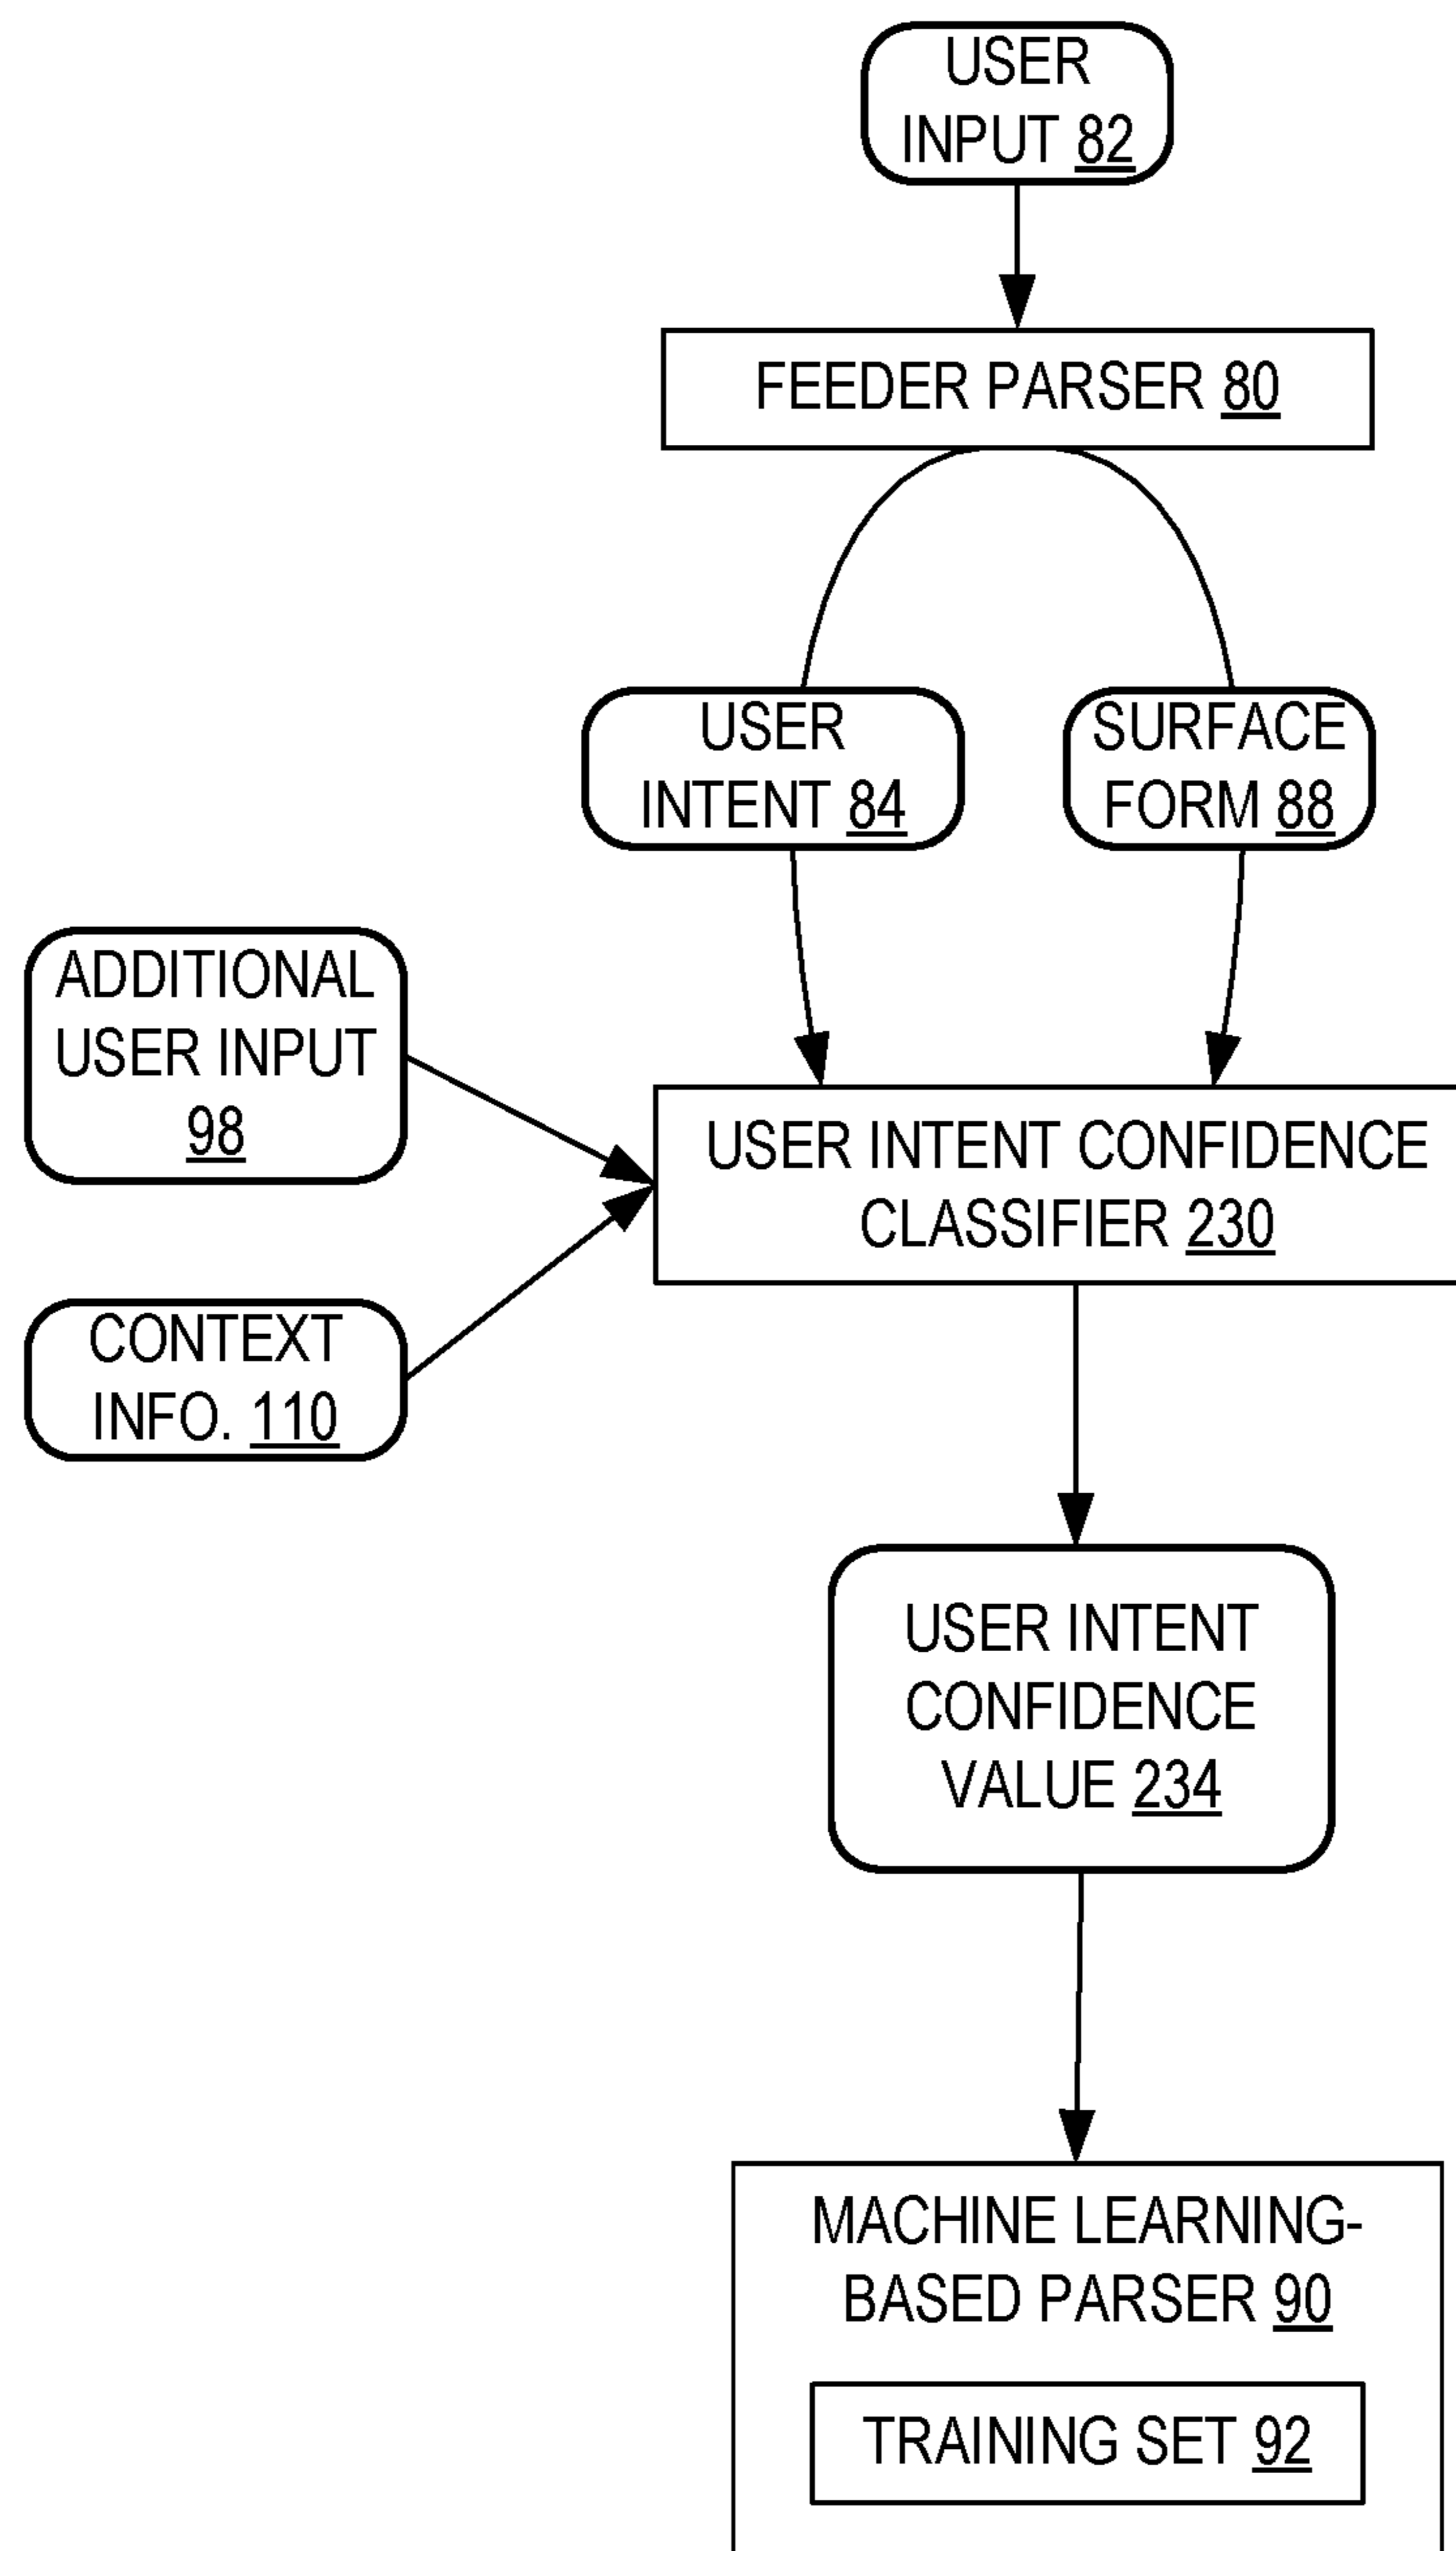 USER
INPUT 82
FEEDER PARSER 80
USER
INTENT 84
SURFACE
FORM 88
ADDITIONAL
USER INPUT
98
USER INTENT CONFIDENCE
CLASSIFIER 230
CONTEXT
INFO. 110
USER INTENT
CONFIDENCE
VALUE 234
MACHINE LEARNING-
BASED PARSER 90
TRAINING SET 92